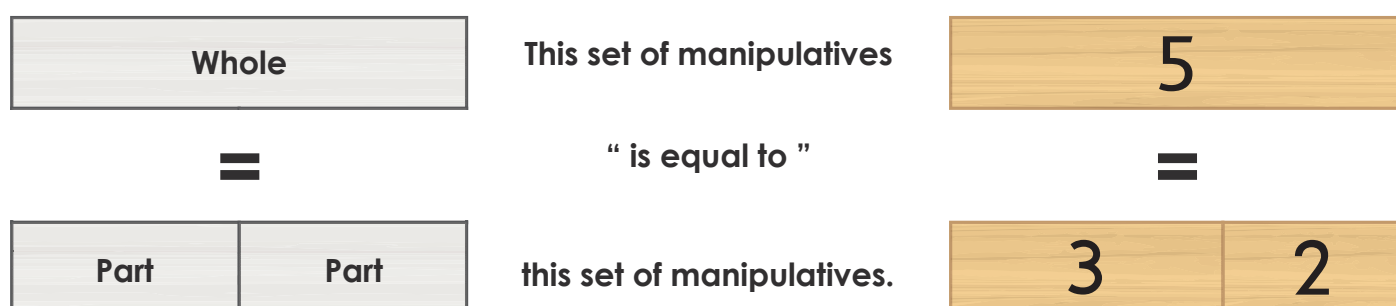 Whole
This set of manipulatives
5
=
“ is equal to ”
=
Part Part
this set of manipulatives.
3 2